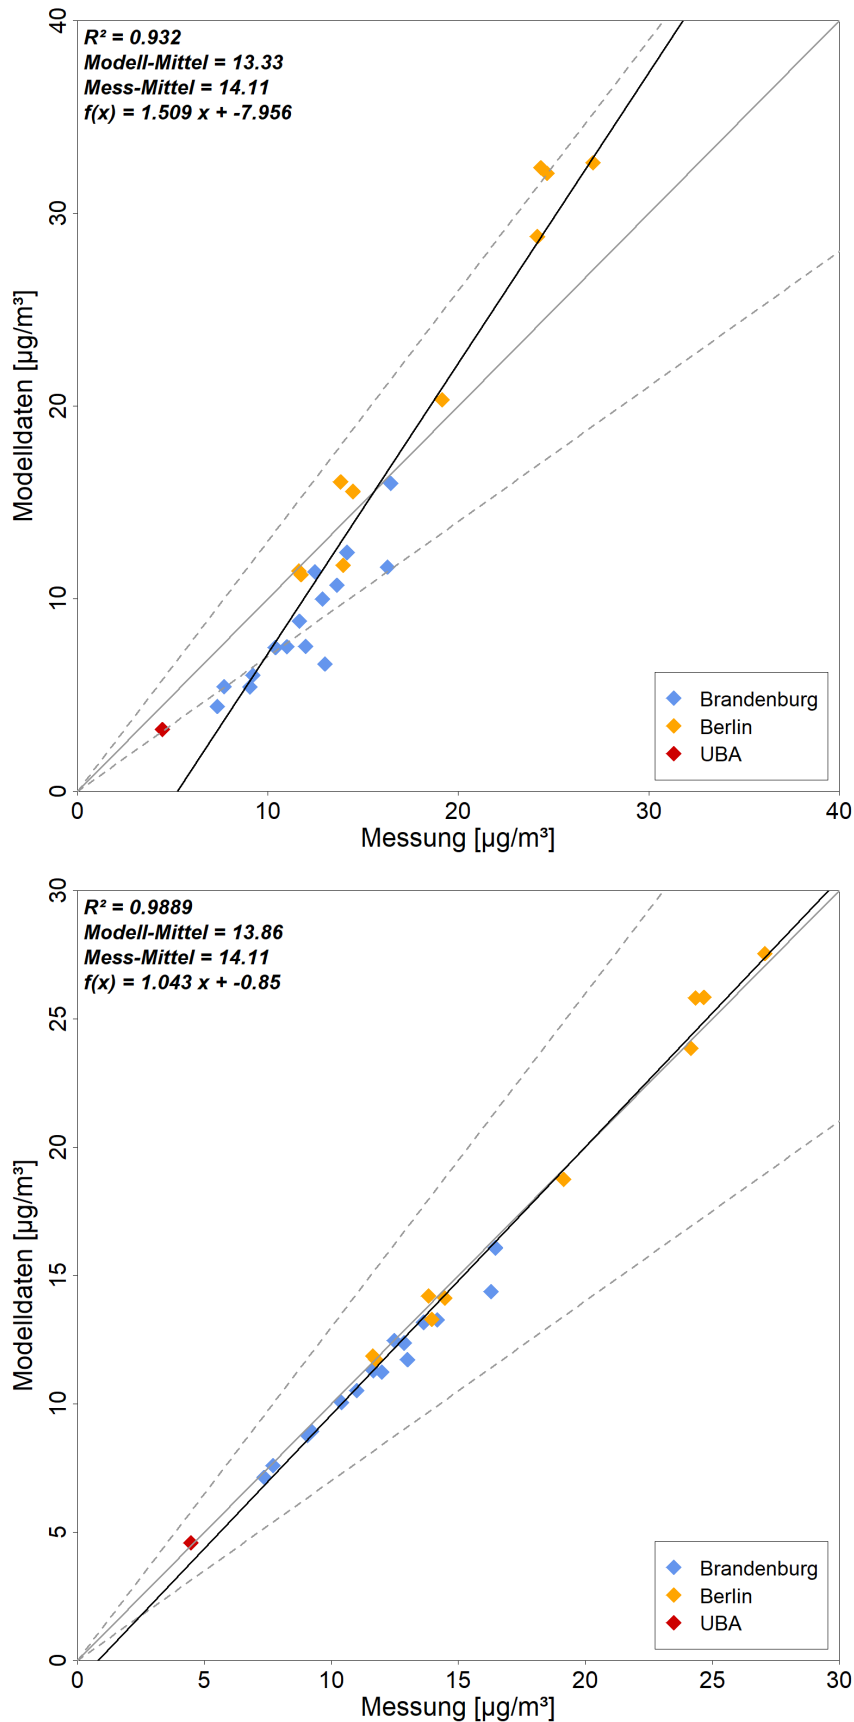 R² = 0.932
Modell-Mittel = 13.33
Mess-Mittel = 14.11
f(x) = 1.509 x + -7.956
40
30
20
10
0
Modelldaten [µg/m³]
Brandenburg
Berlin
UBA
0 10 20 30 40
Messung [µg/m³]
R² = 0.9889
Modell-Mittel = 13.86
Mess-Mittel = 14.11
f(x) = 1.043 x + -0.85
30
25
20
15
10
5
0
Modelldaten [µg/m³]
Brandenburg
Berlin
UBA
0 5 10 15 20 25 30
Messung [µg/m³]